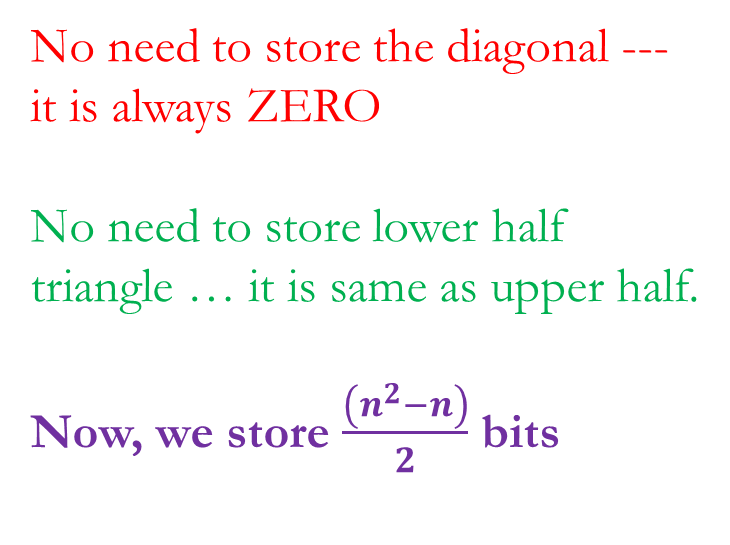 No need to store the diagonal ---
it is always ZERO
No need to store lower half
triangle … it is same as upper half.
Now, we store (n²−n)/2 bits